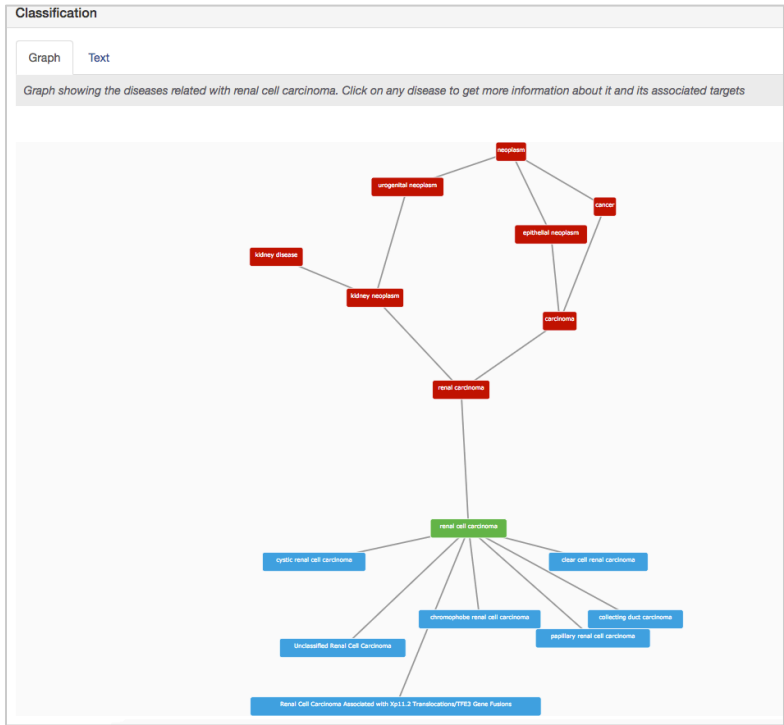 Classification
Graph
Text
Graph showing the diseases related with renal cell carcinoma. Click on any disease to get more information about it and its associated targets
neoplasm
urogenital neoplasm
cancer
epithelial neoplasm
kidney disease
kidney neoplasm
carcinoma
renal carcinoma
renal cell carcinoma
cystic renal cell carcinoma
clear cell renal carcinoma
chromophobe renal cell carcinoma
collecting duct carcinoma
papillary renal cell carcinoma
Unclassified Renal Cell Carcinoma
Renal Cell Carcinoma Associated with Xp11.2 Translocations/TFE3 Gene Fusions